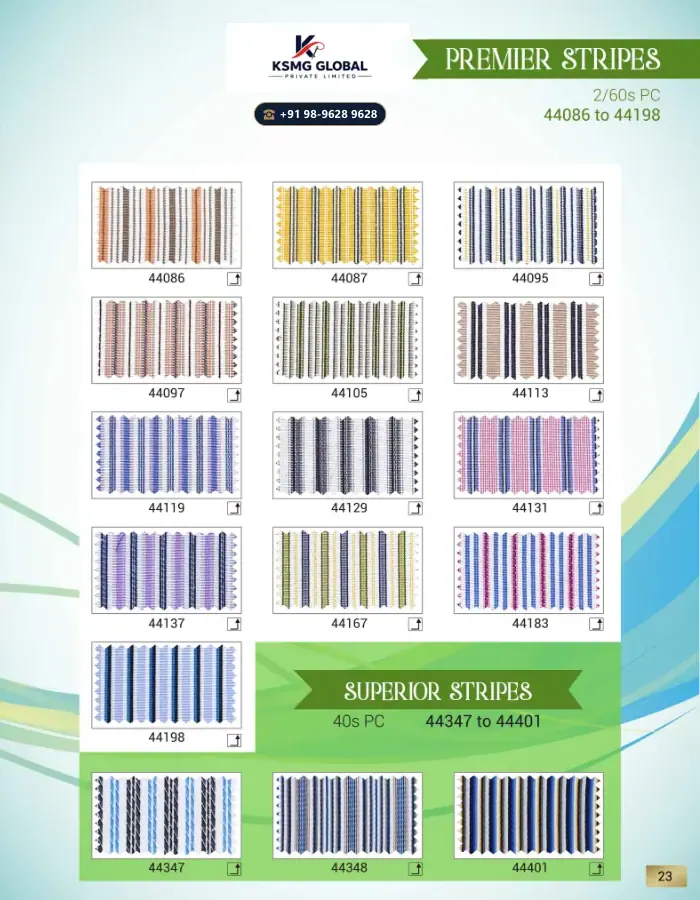 KSMG GLOBAL
PRIVATE LIMITED
+91 98-9628 9628
PREMIER STRIPES
2/60s PC
44086 to 44198
44086
44087
44095
44097
44105
44113
44119
44129
44131
44137
44167
44183
44198
SUPERIOR STRIPES
40s PC 44347 to 44401
44347
44348
44401
23